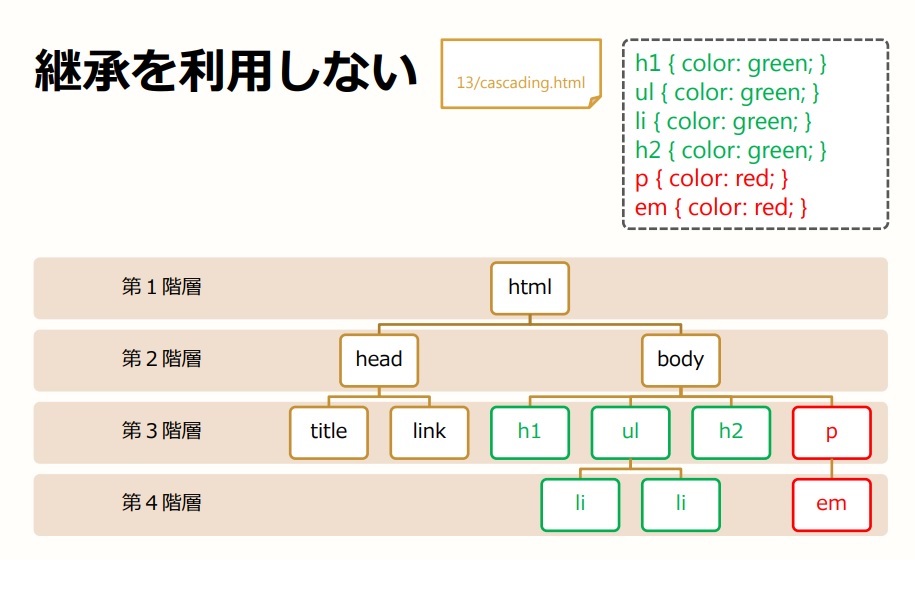 継承を利用しない
13/cascading.html
h1 { color: green; }
ul { color: green; }
li { color: green; }
h2 { color: green; }
p { color: red; }
em { color: red; }
第1階層
html
第2階層
head
body
第3階層
title
link
h1
ul
h2
p
第4階層
li
li
em